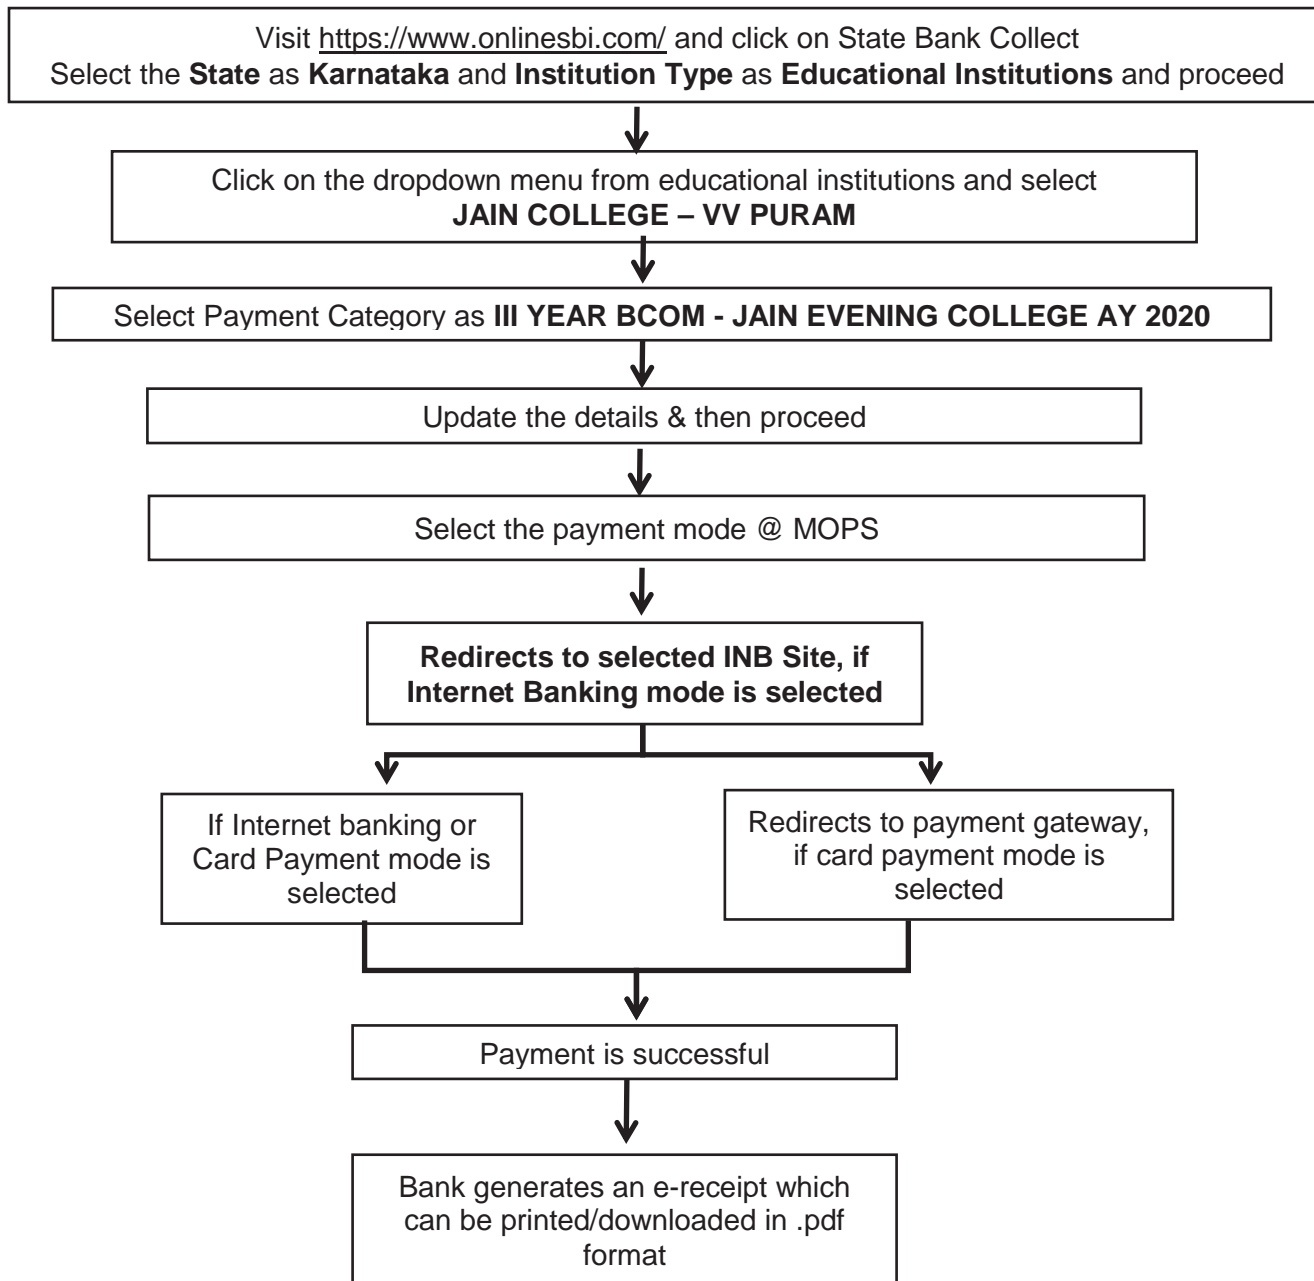 Visit https://www.onlinesbi.com/ and click on State Bank Collect
Select the State as Karnataka and Institution Type as Educational Institutions and proceed
Click on the dropdown menu from educational institutions and select
JAIN COLLEGE – VV PURAM
Select Payment Category as III YEAR BCOM - JAIN EVENING COLLEGE AY 2020
Update the details & then proceed
Select the payment mode @ MOPS
Redirects to selected INB Site, if
Internet Banking mode is selected
If Internet banking or
Card Payment mode is
selected
Redirects to payment gateway,
if card payment mode is
selected
Payment is successful
Bank generates an e-receipt which
can be printed/downloaded in .pdf
format